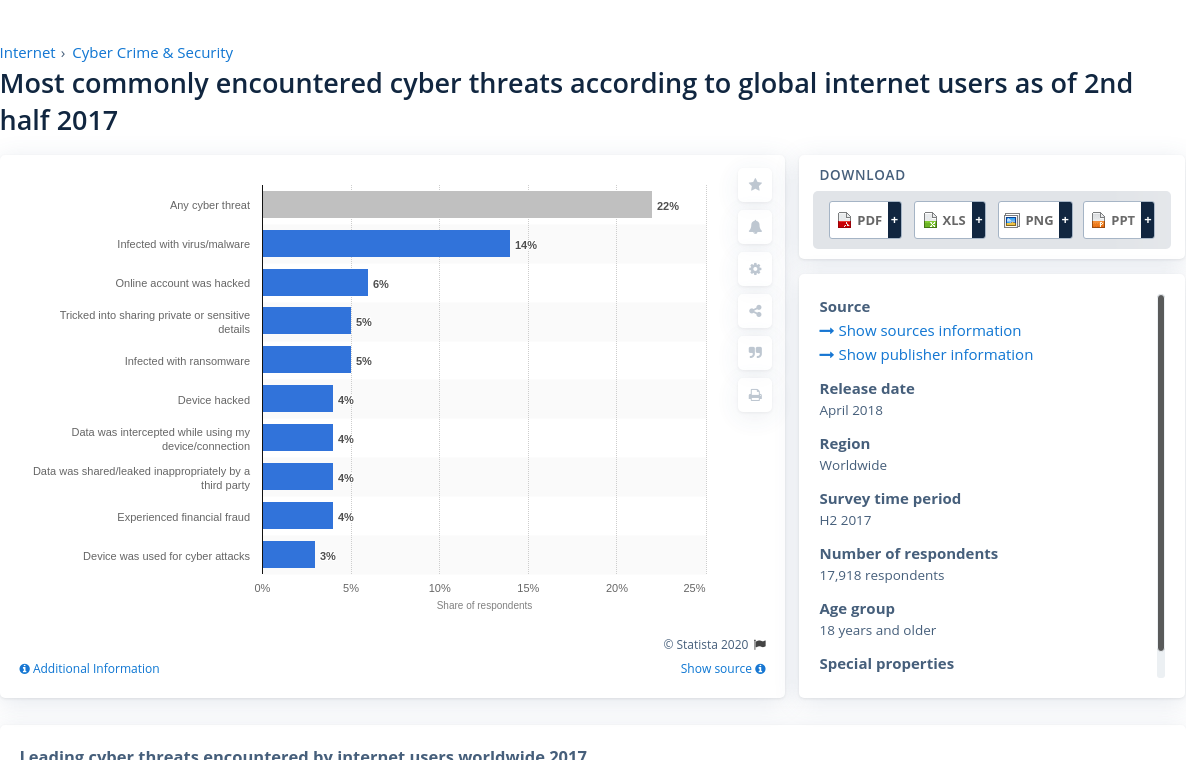 Internet › Cyber Crime & Security
Most commonly encountered cyber threats according to global internet users as of 2nd
half 2017
Any cyber threat
22%
Infected with virus/malware
14%
Online account was hacked
6%
Tricked into sharing private or sensitive
details
5%
Infected with ransomware
5%
Device hacked
4%
Data was intercepted while using my
device/connection
4%
Data was shared/leaked inappropriately by a
third party
4%
Experienced financial fraud
4%
Device was used for cyber attacks
3%
0% 5% 10% 15% 20% 25%
Share of respondents
© Statista 2020
Additional Information
Show source
DOWNLOAD
PDF + XLS + PNG + PPT +
Source
Show sources information
Show publisher information
Release date
April 2018
Region
Worldwide
Survey time period
H2 2017
Number of respondents
17,918 respondents
Age group
18 years and older
Special properties
Leading cyber threats encountered by internet users worldwide 2017